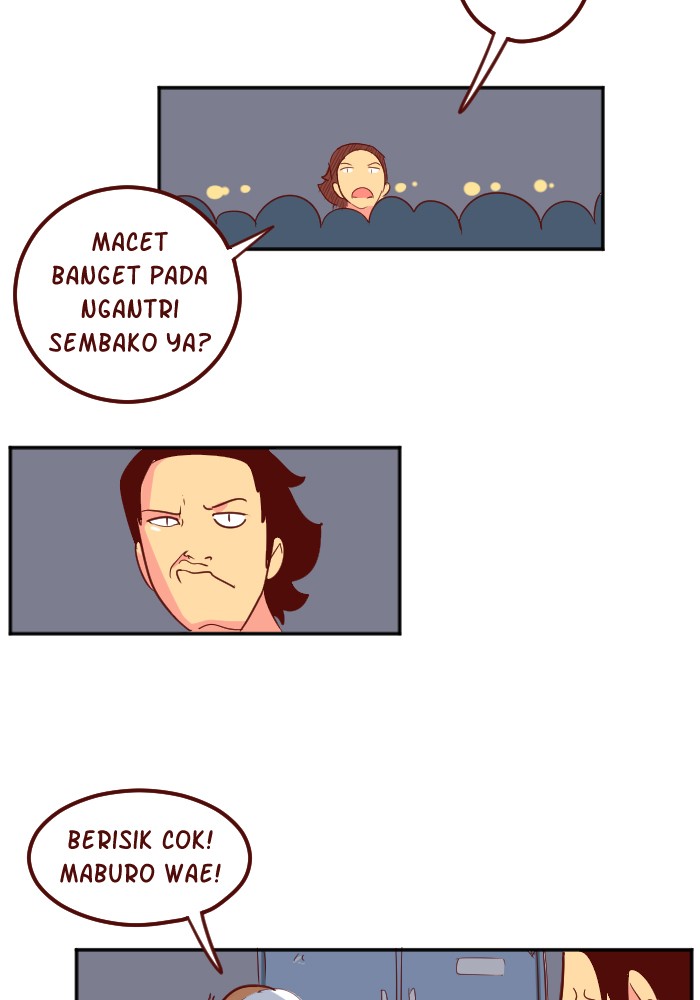 MACET
BANGET PADA
NGANTRI
SEMBAKO YA?
BERISIK COK!
MABURO WAE!